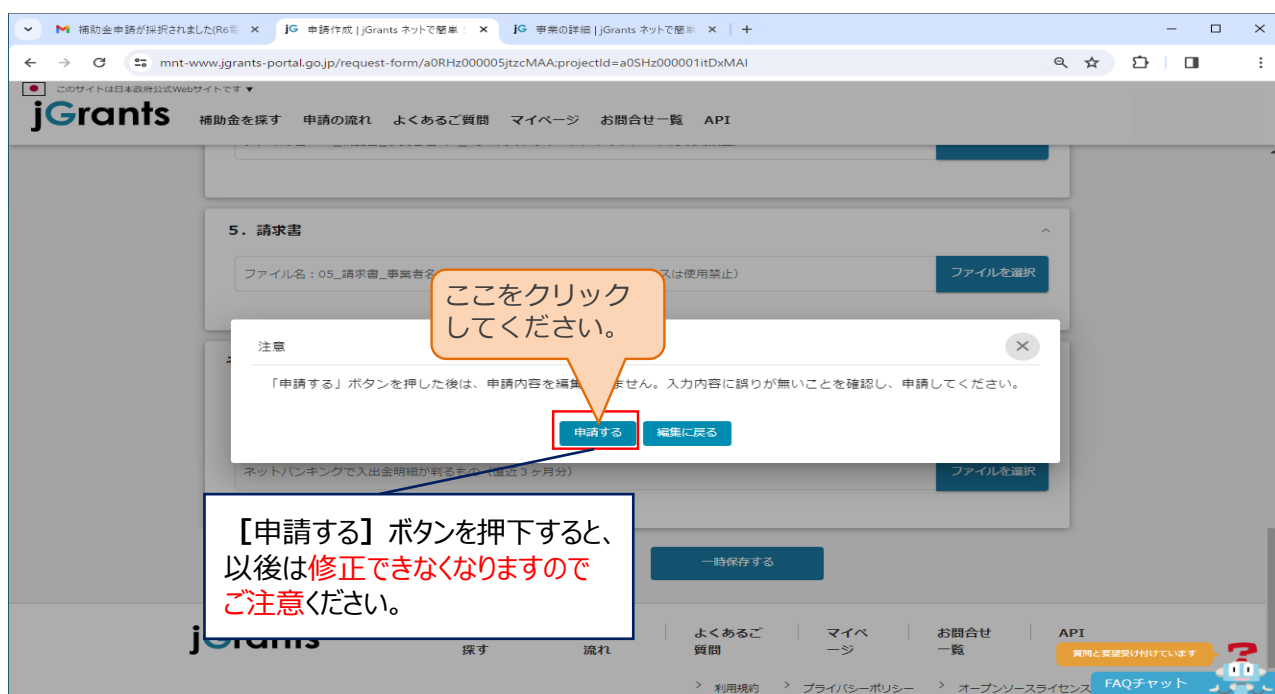 補助金申請が採択されました(R6
jG 申請作成 | jGrants ネットで簡単！
jG 事業の詳細 | jGrants ネットで簡単
mnt-www.jgrants-portal.go.jp/request-form/a0RHz000005jtzcMAA;projectId=a0SHz000001itDxMAI
このサイトは日本政府公式Webサイトです ▼
jGrants
補助金を探す 申請の流れ よくあるご質問 マイページ お問合せ一覧 API
5．請求書
ファイル名：05_請求書_事業者名
スは使用禁止）
ファイルを選択
ここをクリック
してください。
注意
「申請する」ボタンを押した後は、申請内容を編集
ません。入力内容に誤りが無いことを確認し、申請してください。
申請する
編集に戻る
ネットバンキングで入出金明細が判るもの（直近３ヶ月分）
ファイルを選択
【申請する】ボタンを押下すると、
以後は修正できなくなりますので
ご注意ください。
一時保存する
jGrants
探す
流れ
よくあるご
質問
マイペ
ージ
お問合せ
一覧
API
質問と要望受け付けています
利用規約
プライバシーポリシー
オープンソースライセンス
FAQチャット